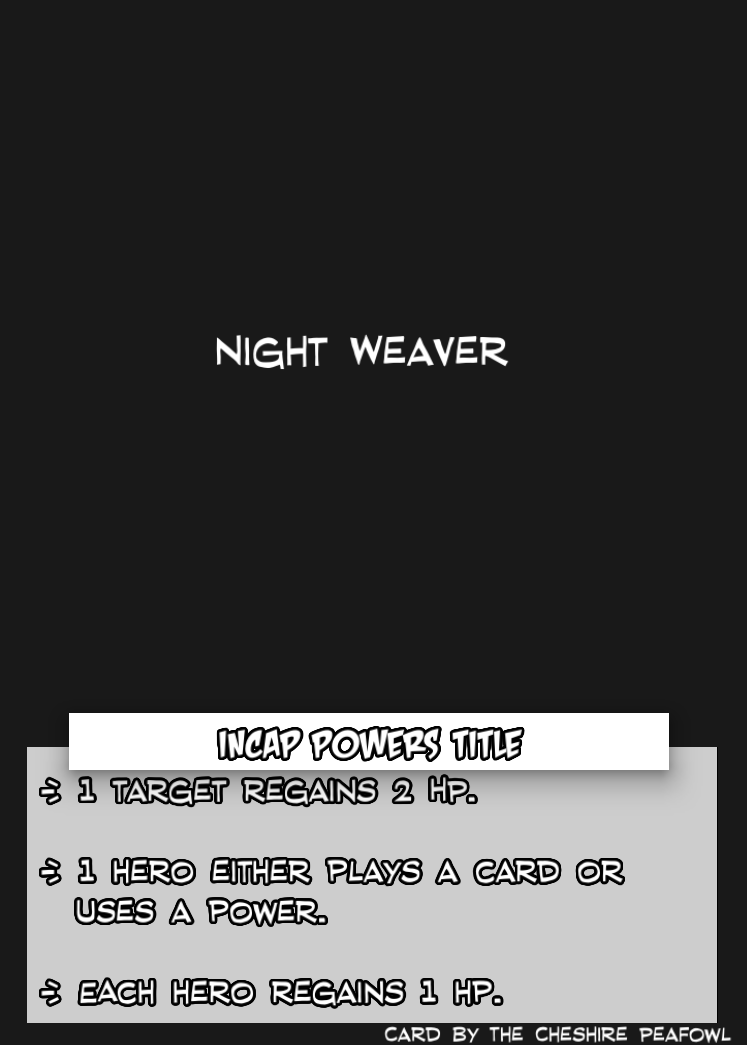 NIGHT WEAVER
INCAP POWERS TITLE
1 TARGET REGAINS 2 HP.
1 HERO EITHER PLAYS A CARD OR
USES A POWER.
EACH HERO REGAINS 1 HP.
CARD BY THE CHESHIRE PEAFOWL